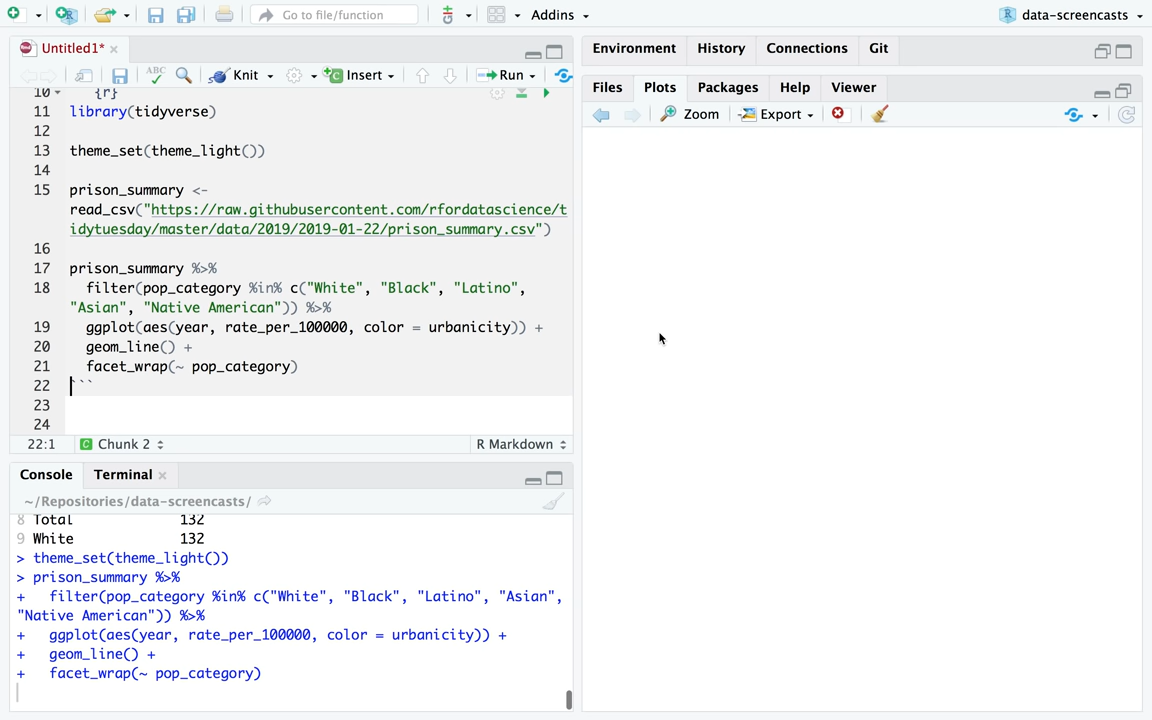 Go to file/function
Addins
data-screencasts
Untitled1*
Environment
History
Connections
Git
ABC
Knit
Insert
Run
Files
Plots
Packages
Help
Viewer
Zoom
Export
10 {r}
11 library(tidyverse)
12
13 theme_set(theme_light())
14
15 prison_summary <-
read_csv("https://raw.githubusercontent.com/rfordatascience/t
idytuesday/master/data/2019/2019-01-22/prison_summary.csv")
16
17 prison_summary %>%
18 filter(pop_category %in% c("White", "Black", "Latino",
"Asian", "Native American")) %>%
19 ggplot(aes(year, rate_per_100000, color = urbanicity)) +
20 geom_line() +
21 facet_wrap(~ pop_category)
22 ```
23
24
22:1 Chunk 2 R Markdown
Console
Terminal
~/Repositories/data-screencasts/
8 Total 132
9 White 132
> theme_set(theme_light())
> prison_summary %>%
+ filter(pop_category %in% c("White", "Black", "Latino", "Asian",
"Native American")) %>%
+ ggplot(aes(year, rate_per_100000, color = urbanicity)) +
+ geom_line() +
+ facet_wrap(~ pop_category)